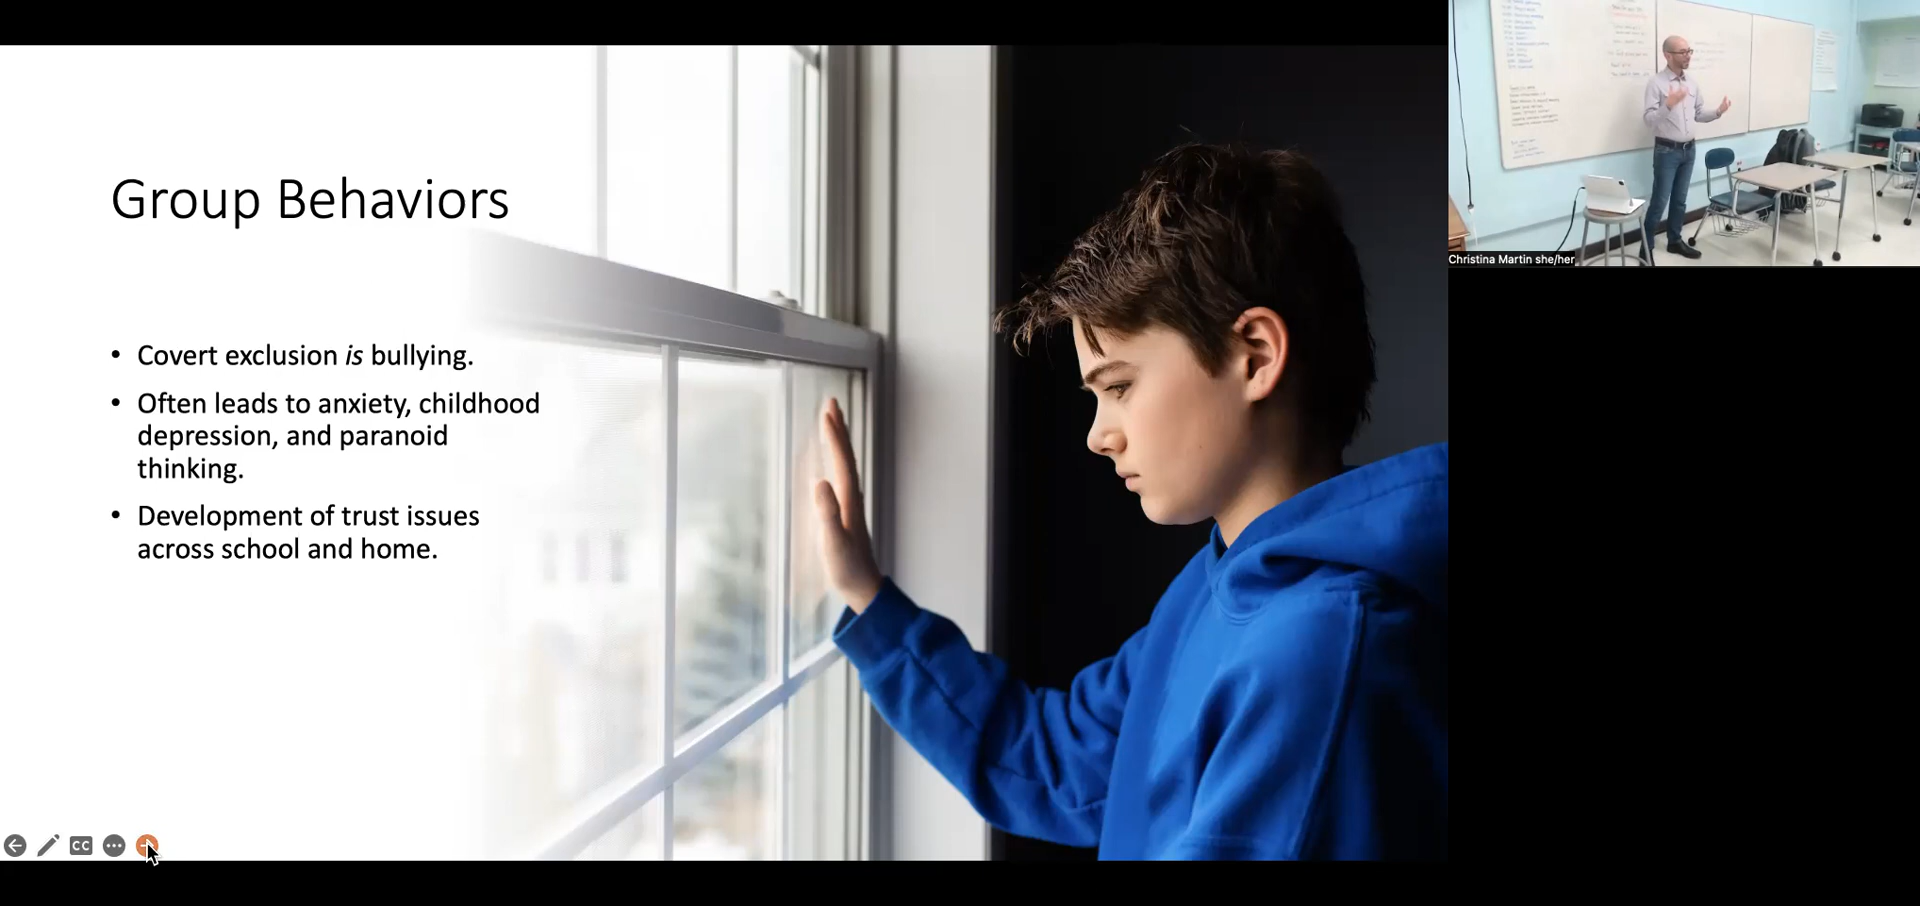 Group Behaviors
• Covert exclusion is bullying.
• Often leads to anxiety, childhood
depression, and paranoid
thinking.
• Development of trust issues
across school and home.
CC
Christina Martin she/her